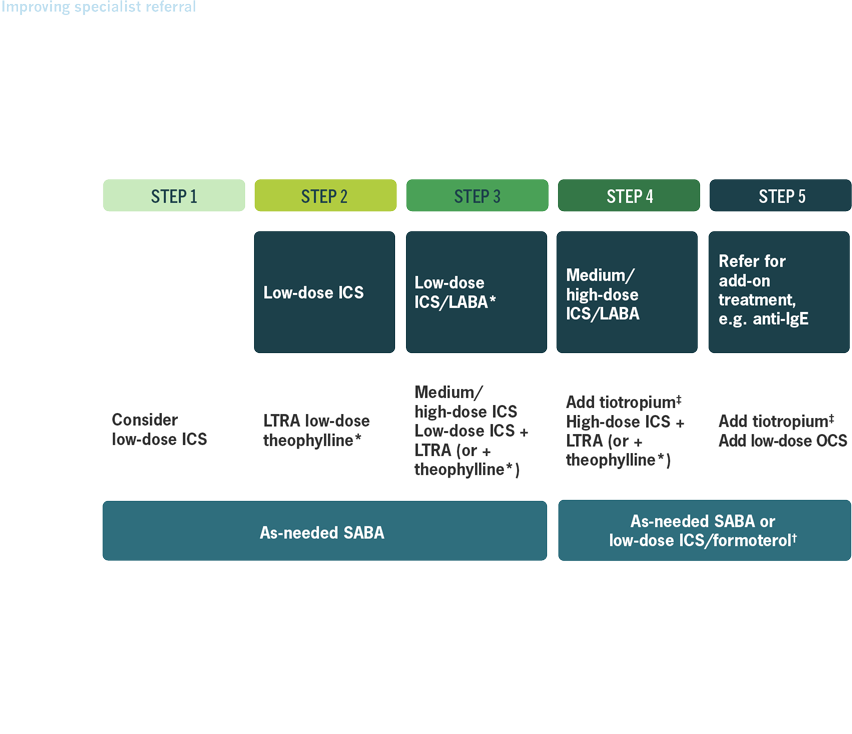 Improving specialist referral
STEP 1
STEP 2
STEP 3
STEP 4
STEP 5
Low-dose ICS
Low-dose
ICS/LABA*
Medium/
high-dose
ICS/LABA
Refer for
add-on
treatment,
e.g. anti-IgE
Consider
low-dose ICS
LTRA low-dose
theophylline*
Medium/
high-dose ICS
Low-dose ICS +
LTRA (or +
theophylline*)
Add tiotropium‡
High-dose ICS +
LTRA (or +
theophylline*)
Add tiotropium‡
Add low-dose OCS
As-needed SABA
As-needed SABA or
low-dose ICS/formoterol†